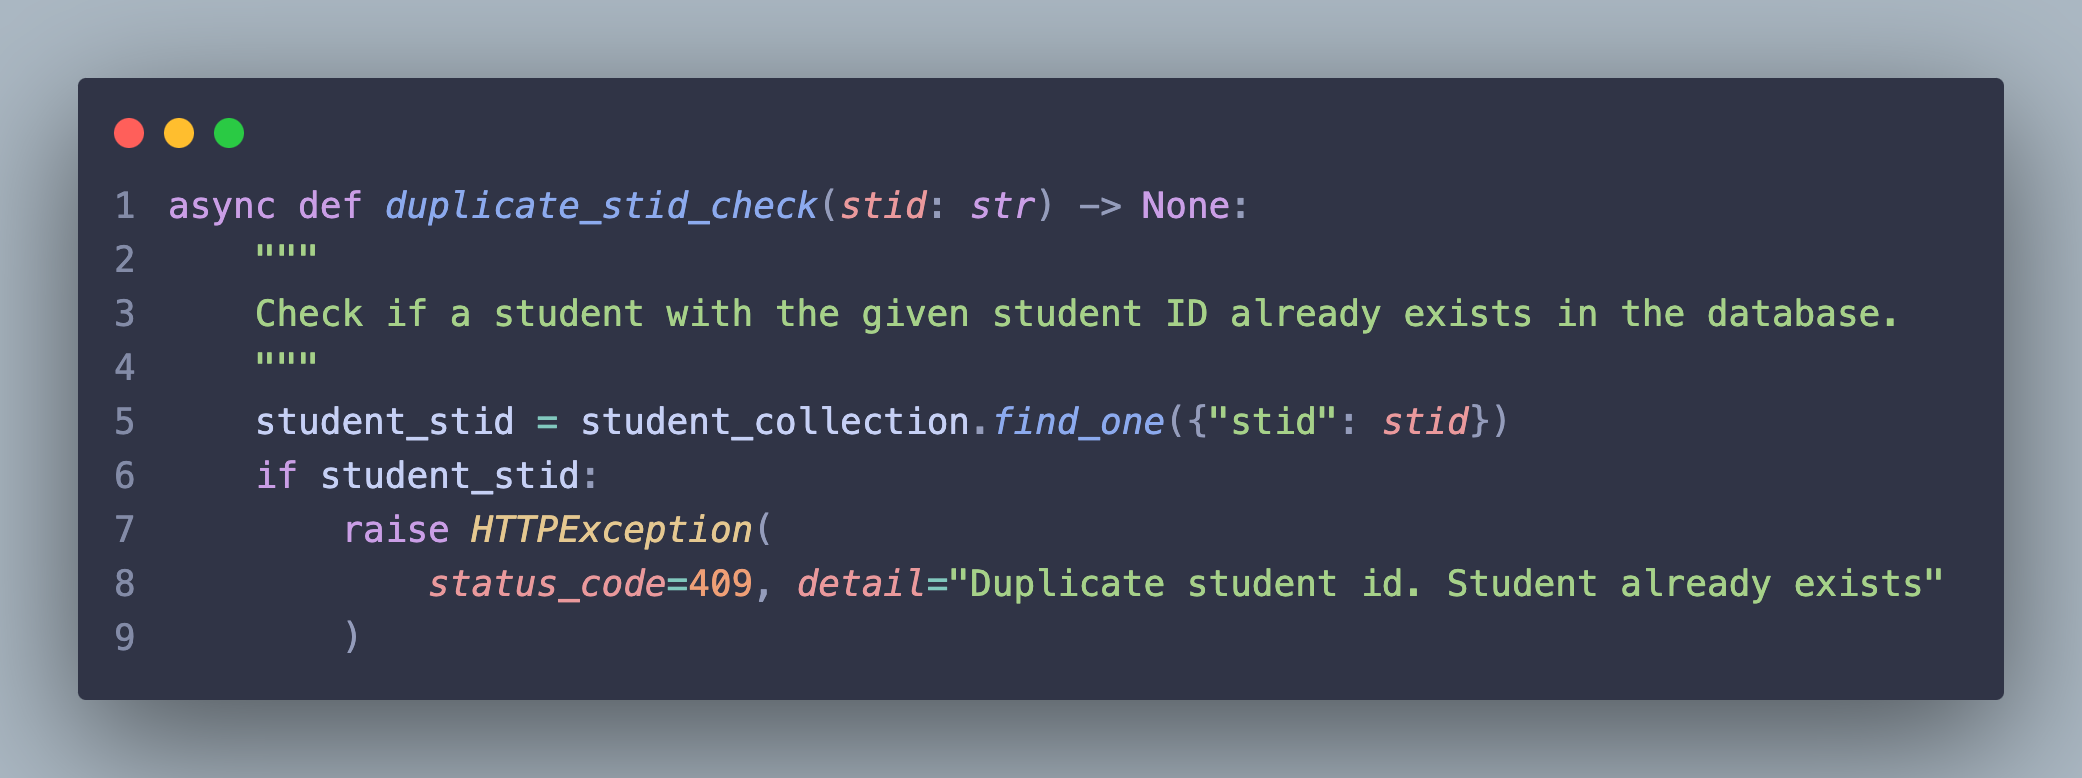 1 async def duplicate_stid_check(stid: str) -> None:
2     """
3     Check if a student with the given student ID already exists in the database.
4     """
5     student_stid = student_collection.find_one({"stid": stid})
6     if student_stid:
7         raise HTTPException(
8             status_code=409, detail="Duplicate student id. Student already exists"
9         )